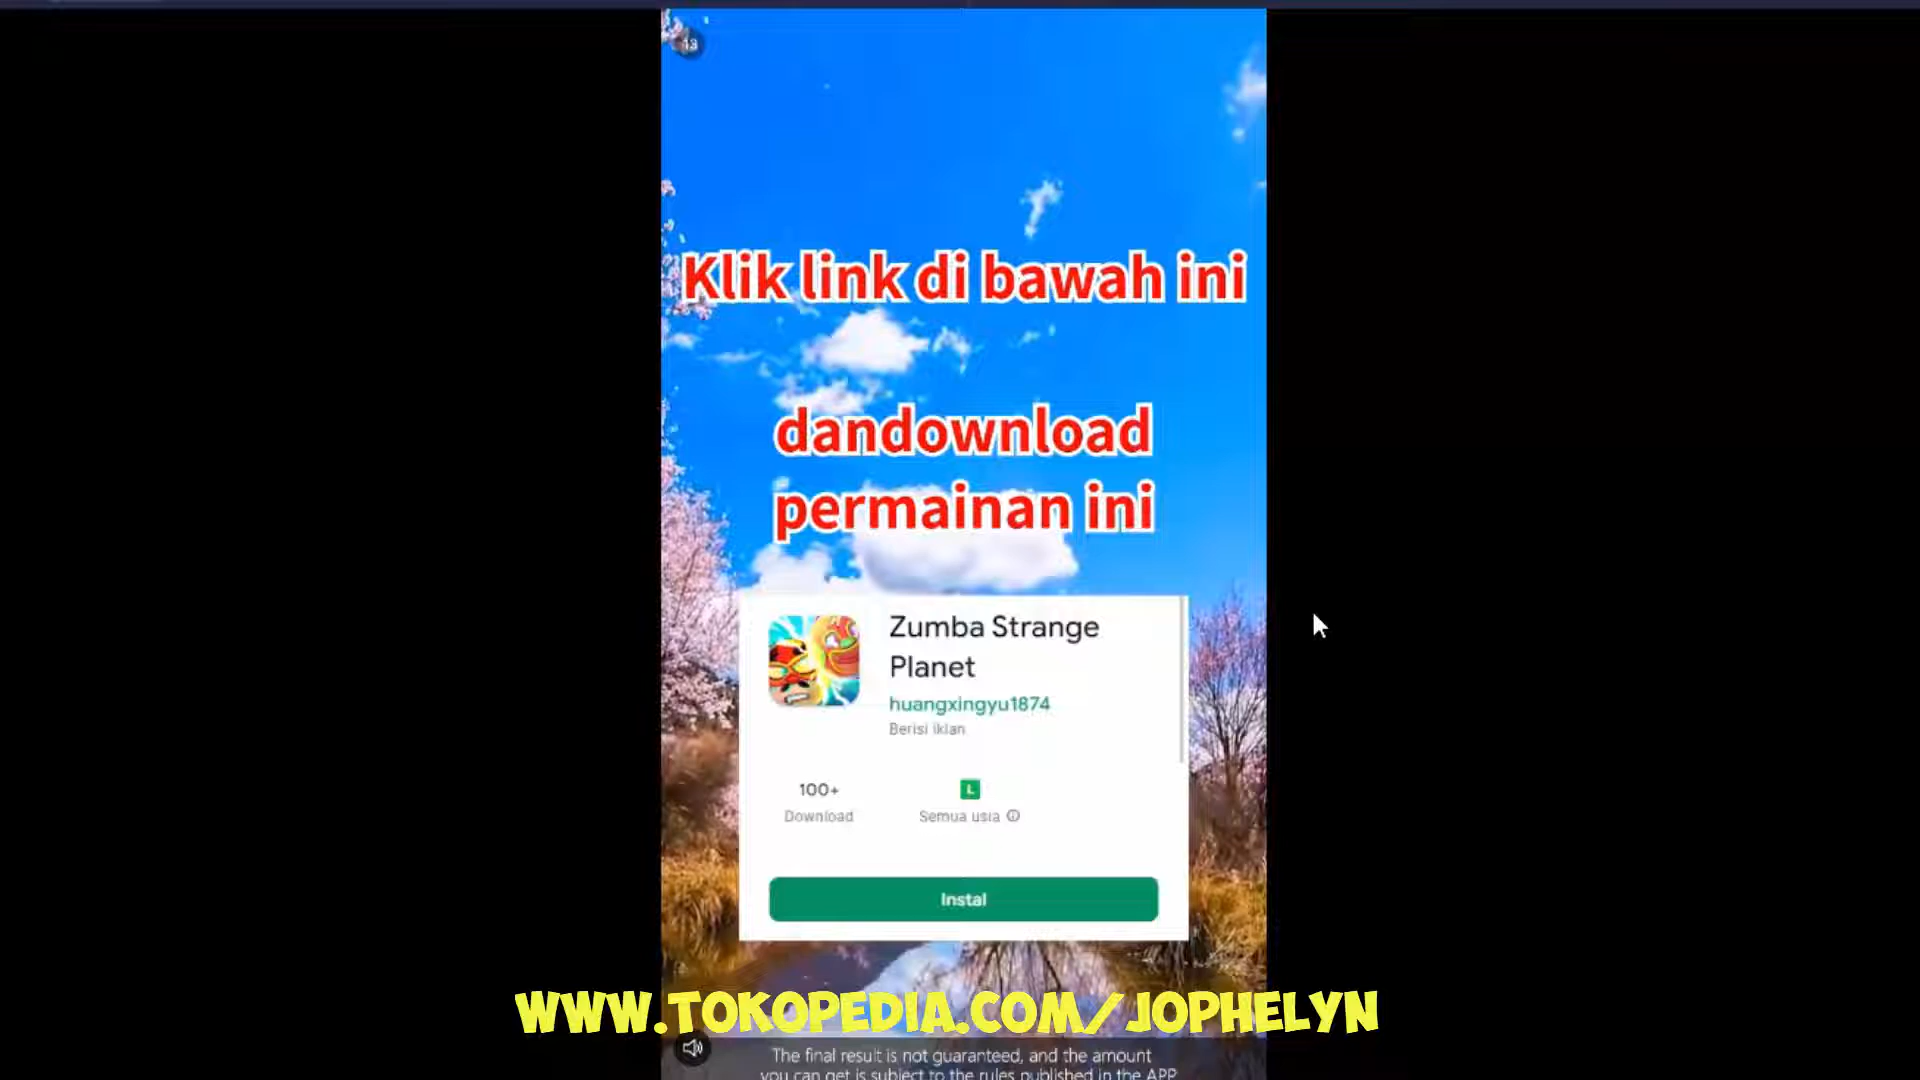 13
Klik link di bawah ini
dandownload
permainan ini
Zumba Strange
Planet
huangxingyu1874
Berisi iklan
100+
L
Download
Semua usia
Instal
WWW.TOKOPEDIA.COM/JOPHELYN
The final result is not guaranteed, and the amount
you can get is subject to the rules published in the APP